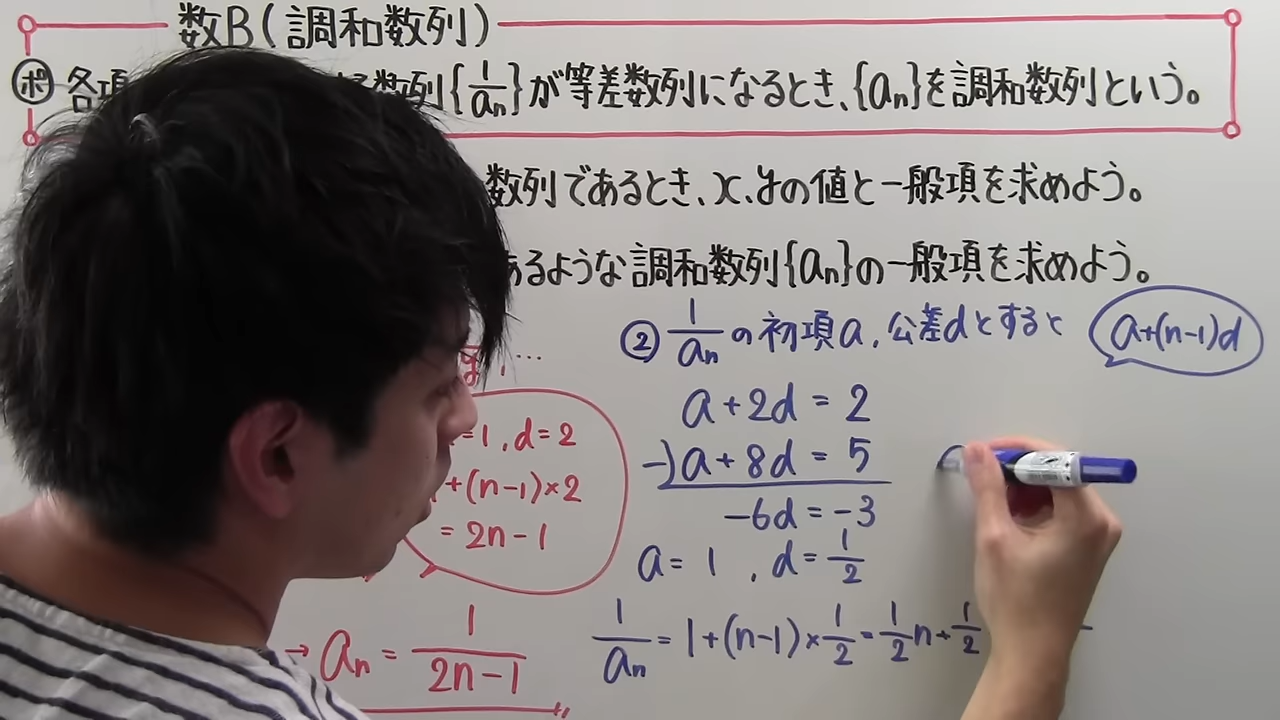 数B(調和数列)
ポ 各項 数列{1/an}が等差数列になるとき、{an}を調和数列という。
数列であるとき、x、yの値と一般項を求めよう。
あるような調和数列{an}の一般項を求めよう。
② 1/an の初項a, 公差dとすると
a+(n-1)d
a+2d=2
-)a+8d=5
-6d=-3
a=1, d=1/2
1/an=1+(n-1)×1/2=1/2n+1/2
y, ...
=1, d=2
+(n-1)×2
=2n-1
→an=1/2n-1